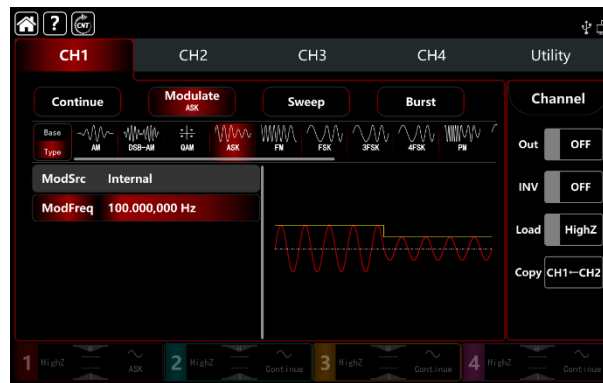 ? CNT
CH1 CH2 CH3 CH4 Utility
Continue Modulate ASK Sweep Burst Channel
Base Type AM DSB-AM QAM ASK FM FSK 3FSK 4FSK PM
Out OFF
ModSrc Internal
INV OFF
ModFreq 100.000,000 Hz
Load HighZ
Copy CH1←CH2
1 HighZ ASK 2 HighZ Continue 3 HighZ Continue 4 HighZ Continue